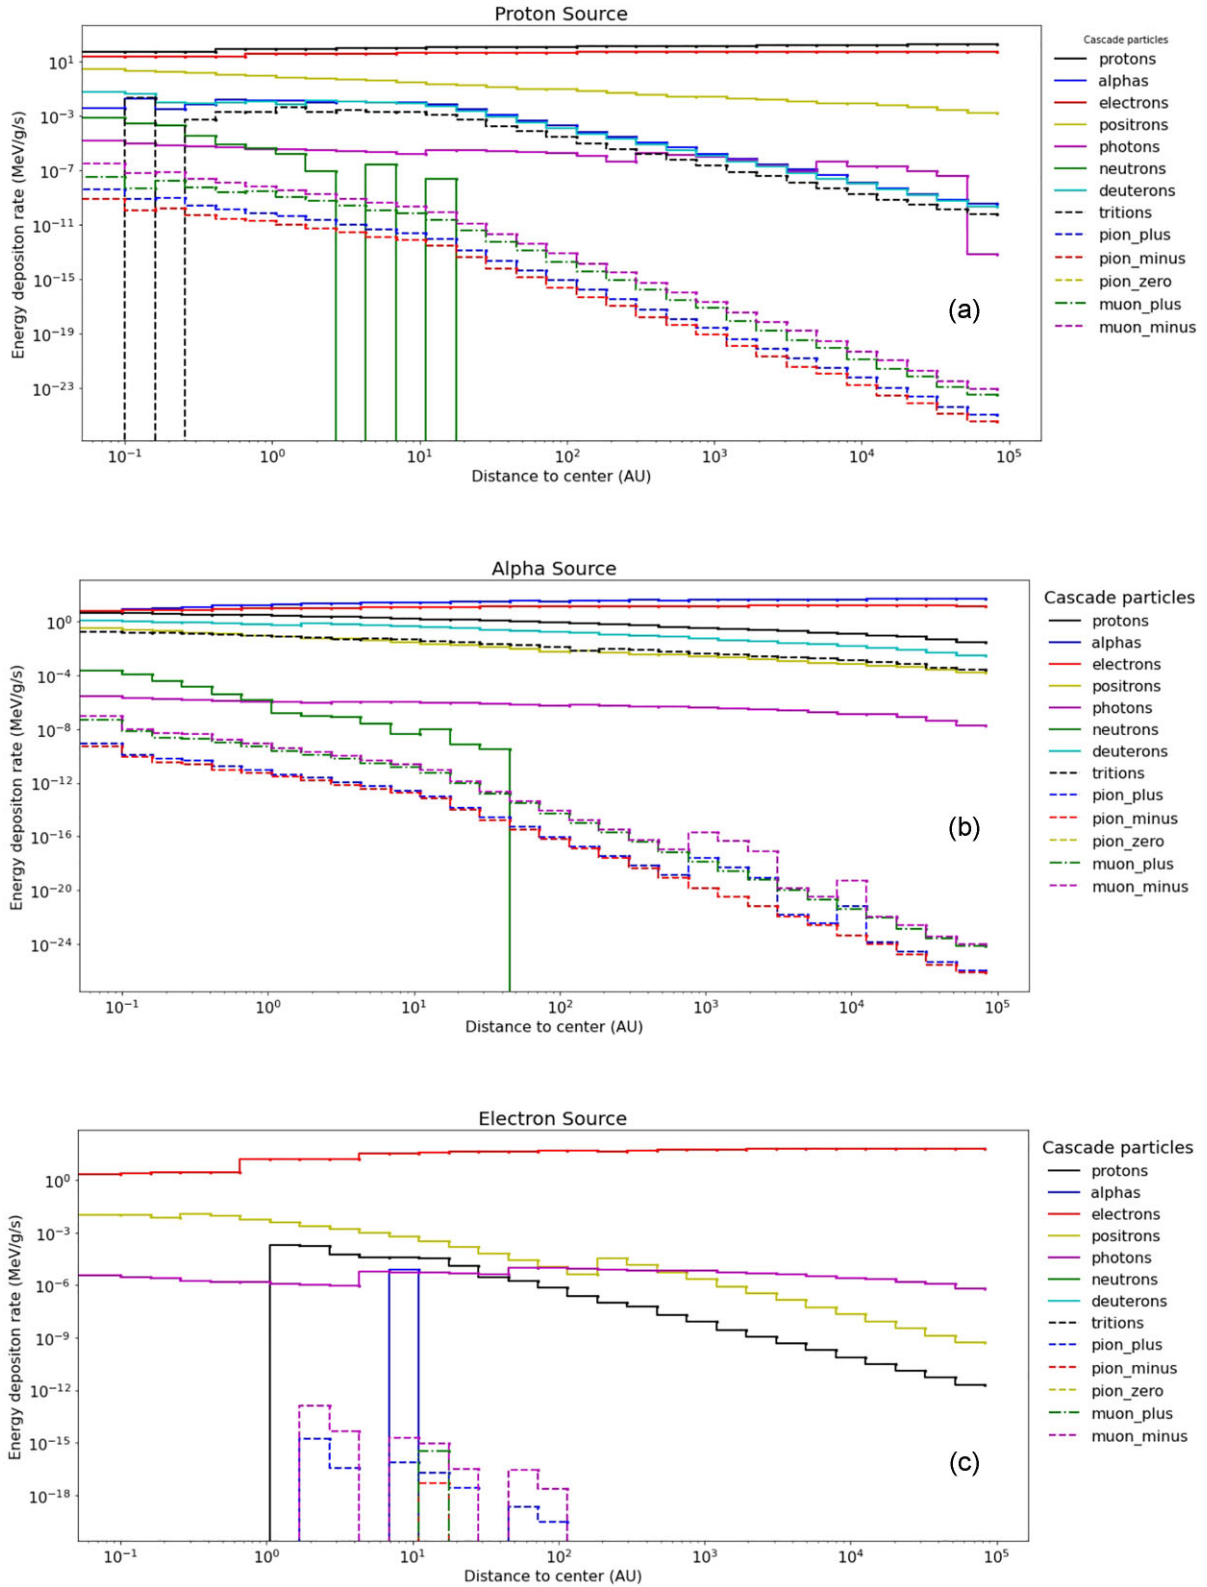 Proton Source
Energy depositon rate (MeV/g/s)
10^1
10^-3
10^-7
10^-11
10^-15
10^-19
10^-23
(a)
10^-1 10^0 10^1 10^2 10^3 10^4 10^5
Distance to center (AU)
Cascade particles
protons
alphas
electrons
positrons
photons
neutrons
deuterons
tritions
pion_plus
pion_minus
pion_zero
muon_plus
muon_minus
Alpha Source
Energy depositon rate (MeV/g/s)
10^0
10^-4
10^-8
10^-12
10^-16
10^-20
10^-24
(b)
10^-1 10^0 10^1 10^2 10^3 10^4 10^5
Distance to center (AU)
Cascade particles
protons
alphas
electrons
positrons
photons
neutrons
deuterons
tritions
pion_plus
pion_minus
pion_zero
muon_plus
muon_minus
Electron Source
Energy depositon rate (MeV/g/s)
10^0
10^-3
10^-6
10^-9
10^-12
10^-15
10^-18
(c)
10^-1 10^0 10^1 10^2 10^3 10^4 10^5
Distance to center (AU)
Cascade particles
protons
alphas
electrons
positrons
photons
neutrons
deuterons
tritions
pion_plus
pion_minus
pion_zero
muon_plus
muon_minus